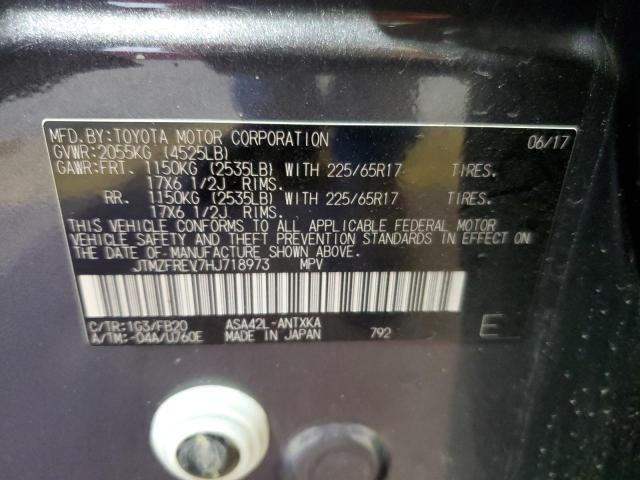 MFD.BY:TOYOTA MOTOR CORPORATION 06/17
GVWR:2055KG (4525LB)
GAWR:FRT. 1150KG (2535LB) WITH 225/65R17 TIRES.
17X6 1/2J RIMS.
RR. 1150KG (2535LB) WITH 225/65R17 TIRES.
17X6 1/2J RIMS.
THIS VEHICLE CONFORMS TO ALL APPLICABLE FEDERAL MOTOR
VEHICLE SAFETY AND THEFT PREVENTION STANDARDS IN EFFECT ON
THE DATE OF MANUFACTURE SHOWN ABOVE.
JTMZFREV7HJ718973 MPV
C/TR:1G3/FB20 ASA42L-ANTXKA
A/TM:-04A/U760E MADE IN JAPAN 792 E